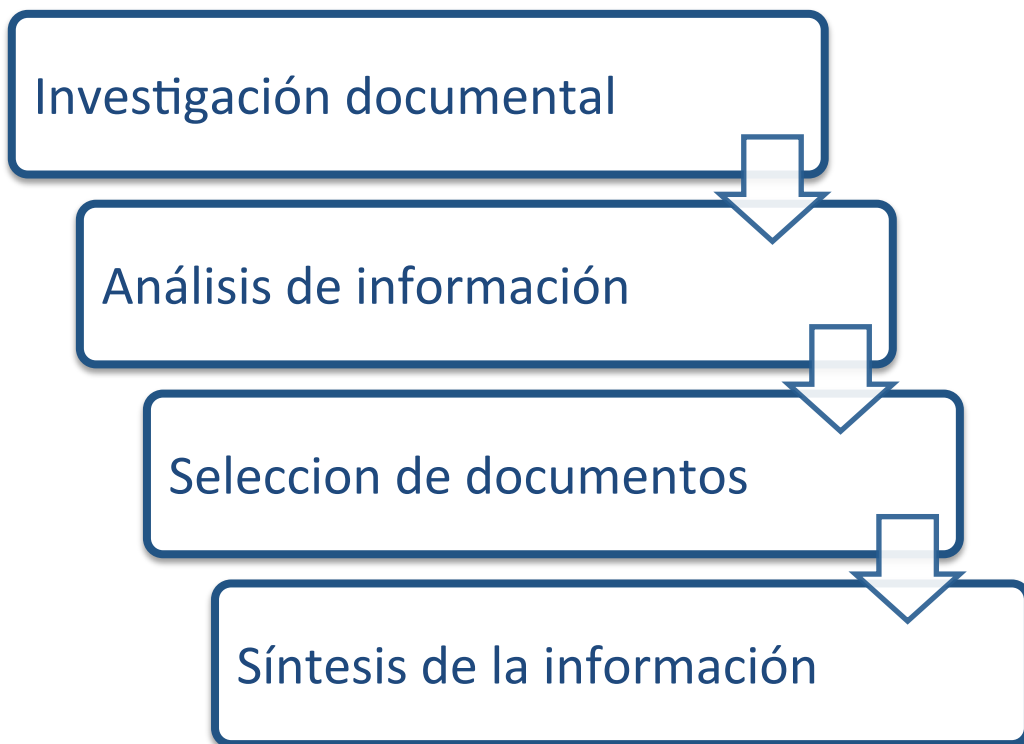 Investigación documental
Análisis de información
Seleccion de documentos
Síntesis de la información